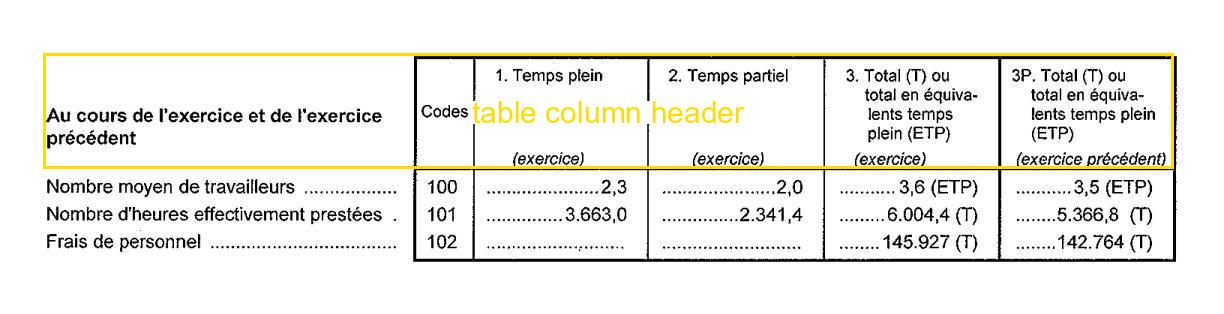 1. Temps plein 2. Temps partiel 3. Total (T) ou 3P. Total (T) ou
total en équiva- total en équiva-
Au cours de l'exercice et de l'exercice Codes table column header lents temps lents temps plein
précédent plein (ETP) (ETP)
(exercice) (exercice) (exercice) (exercice précédent)
Nombre moyen de travailleurs .................. 100 ......................2,3 ......................2,0 ...........3,6 (ETP) ...........3,5 (ETP)
Nombre d'heures effectivement prestées . 101 ...............3.663,0 ...............2.341,4 .........6.004,4 (T) ........5.366,8 (T)
Frais de personnel .................................... 102 ........................... ........................... ........145.927 (T) ........142.764 (T)